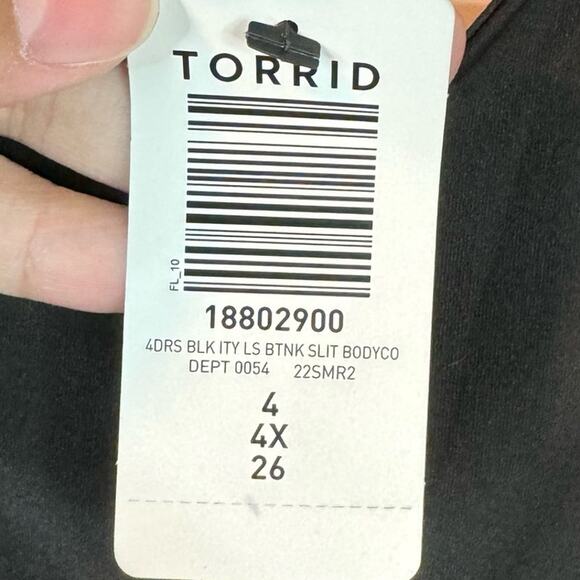 TORRID
FL_10
18802900
4DRS BLK ITY LS BTNK SLIT BODYCO
DEPT 0054 22SMR2
4
4X
26